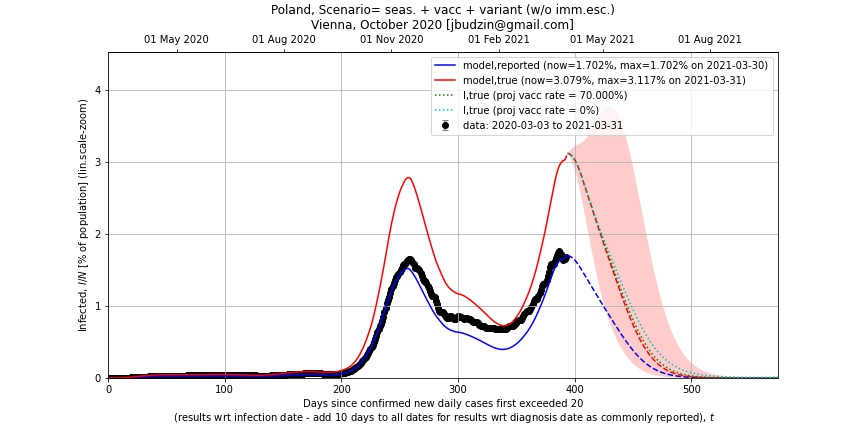 Poland, Scenario= seas. + vacc + variant (w/o imm.esc.)
Vienna, October 2020 [jbudzin@gmail.com]
01 May 2020 01 Aug 2020 01 Nov 2020 01 Feb 2021 01 May 2021 01 Aug 2021
model,reported (now=1.702%, max=1.702% on 2021-03-30)
model,true (now=3.079%, max=3.117% on 2021-03-31)
I,true (proj vacc rate = 70.000%)
I,true (proj vacc rate = 0%)
data: 2020-03-03 to 2021-03-31
Infected, I/N [% of population] (lin.scale-zoom)
4
3
2
1
0
0 100 200 300 400 500
Days since confirmed new daily cases first exceeded 20
(results wrt infection date - add 10 days to all dates for results wrt diagnosis date as commonly reported), t